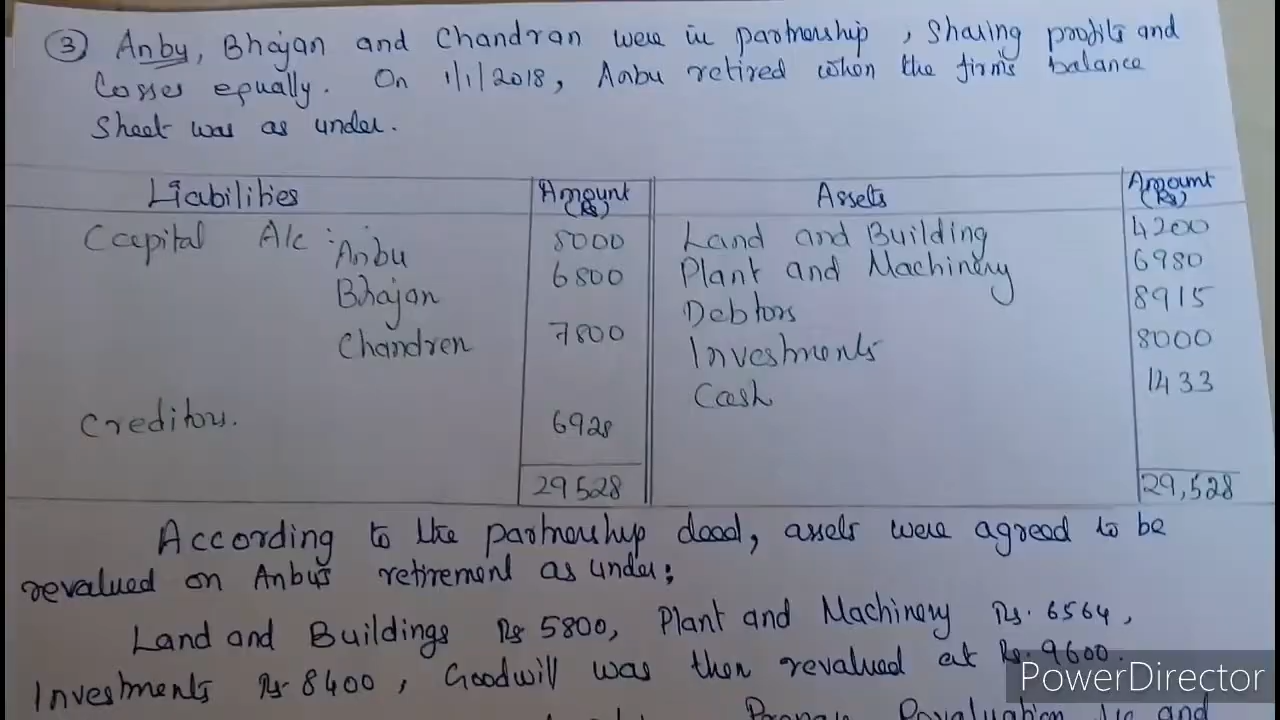 ③ Anby, Bhajan and Chandran were in partnership, Sharing profits and
losses equally. On 1/1/2018, Anbu retired when the firm's balance
Sheet was as under.
Liabilities Amount (Rs) Assets Amount (Rs)
Capital A/c : Anbu 8000 Land and Building 4200
Bhajan 6800 Plant and Machinery 6980
Chandren 7800 Debtors 8915
Investments 8000
Cash 1433
Creditors. 6928
29528 29,528
According to the partnership deed, assets were agreed to be
revalued on Anbu's retirement as under;
Land and Buildings Rs 5800, Plant and Machinery Rs. 6564,
Investments Rs 8400, Goodwill was then revalued at Rs. 9600.
Prepare Revaluation A/c and
PowerDirector